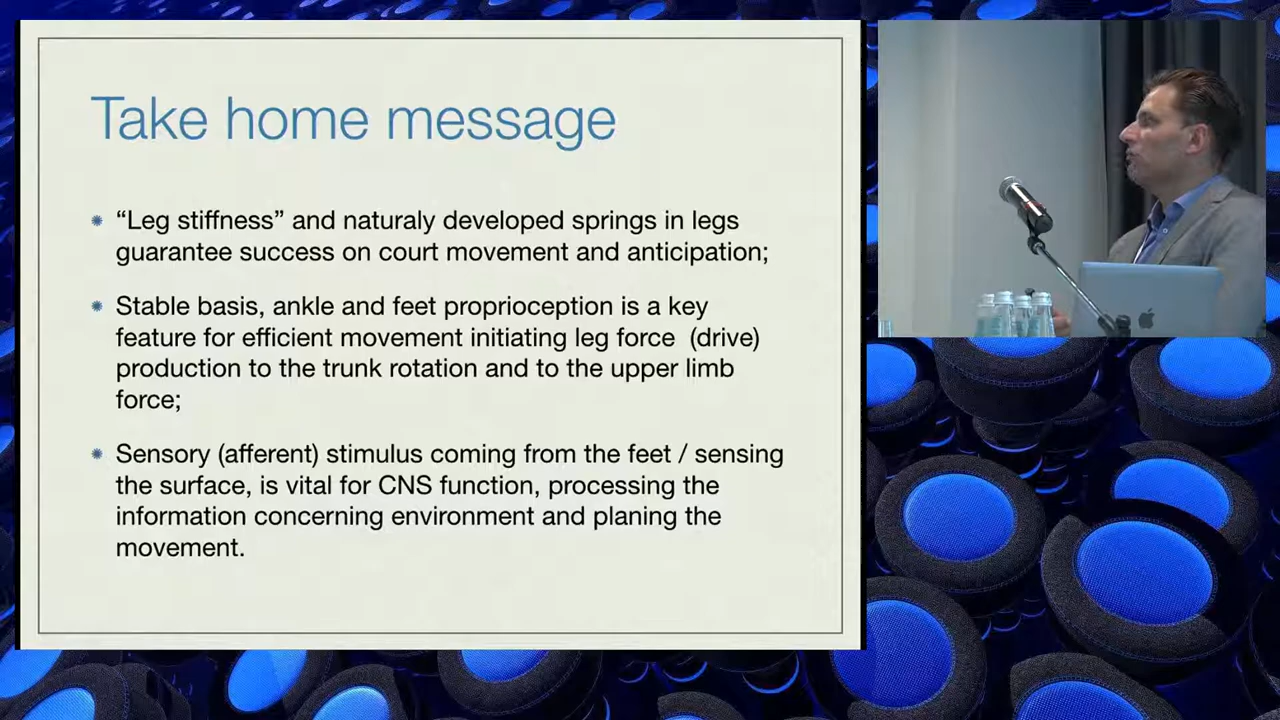 Take home message
“Leg stiffness” and naturaly developed springs in legs
guarantee success on court movement and anticipation;
Stable basis, ankle and feet proprioception is a key
feature for efficient movement initiating leg force (drive)
production to the trunk rotation and to the upper limb
force;
Sensory (afferent) stimulus coming from the feet / sensing
the surface, is vital for CNS function, processing the
information concerning environment and planing the
movement.